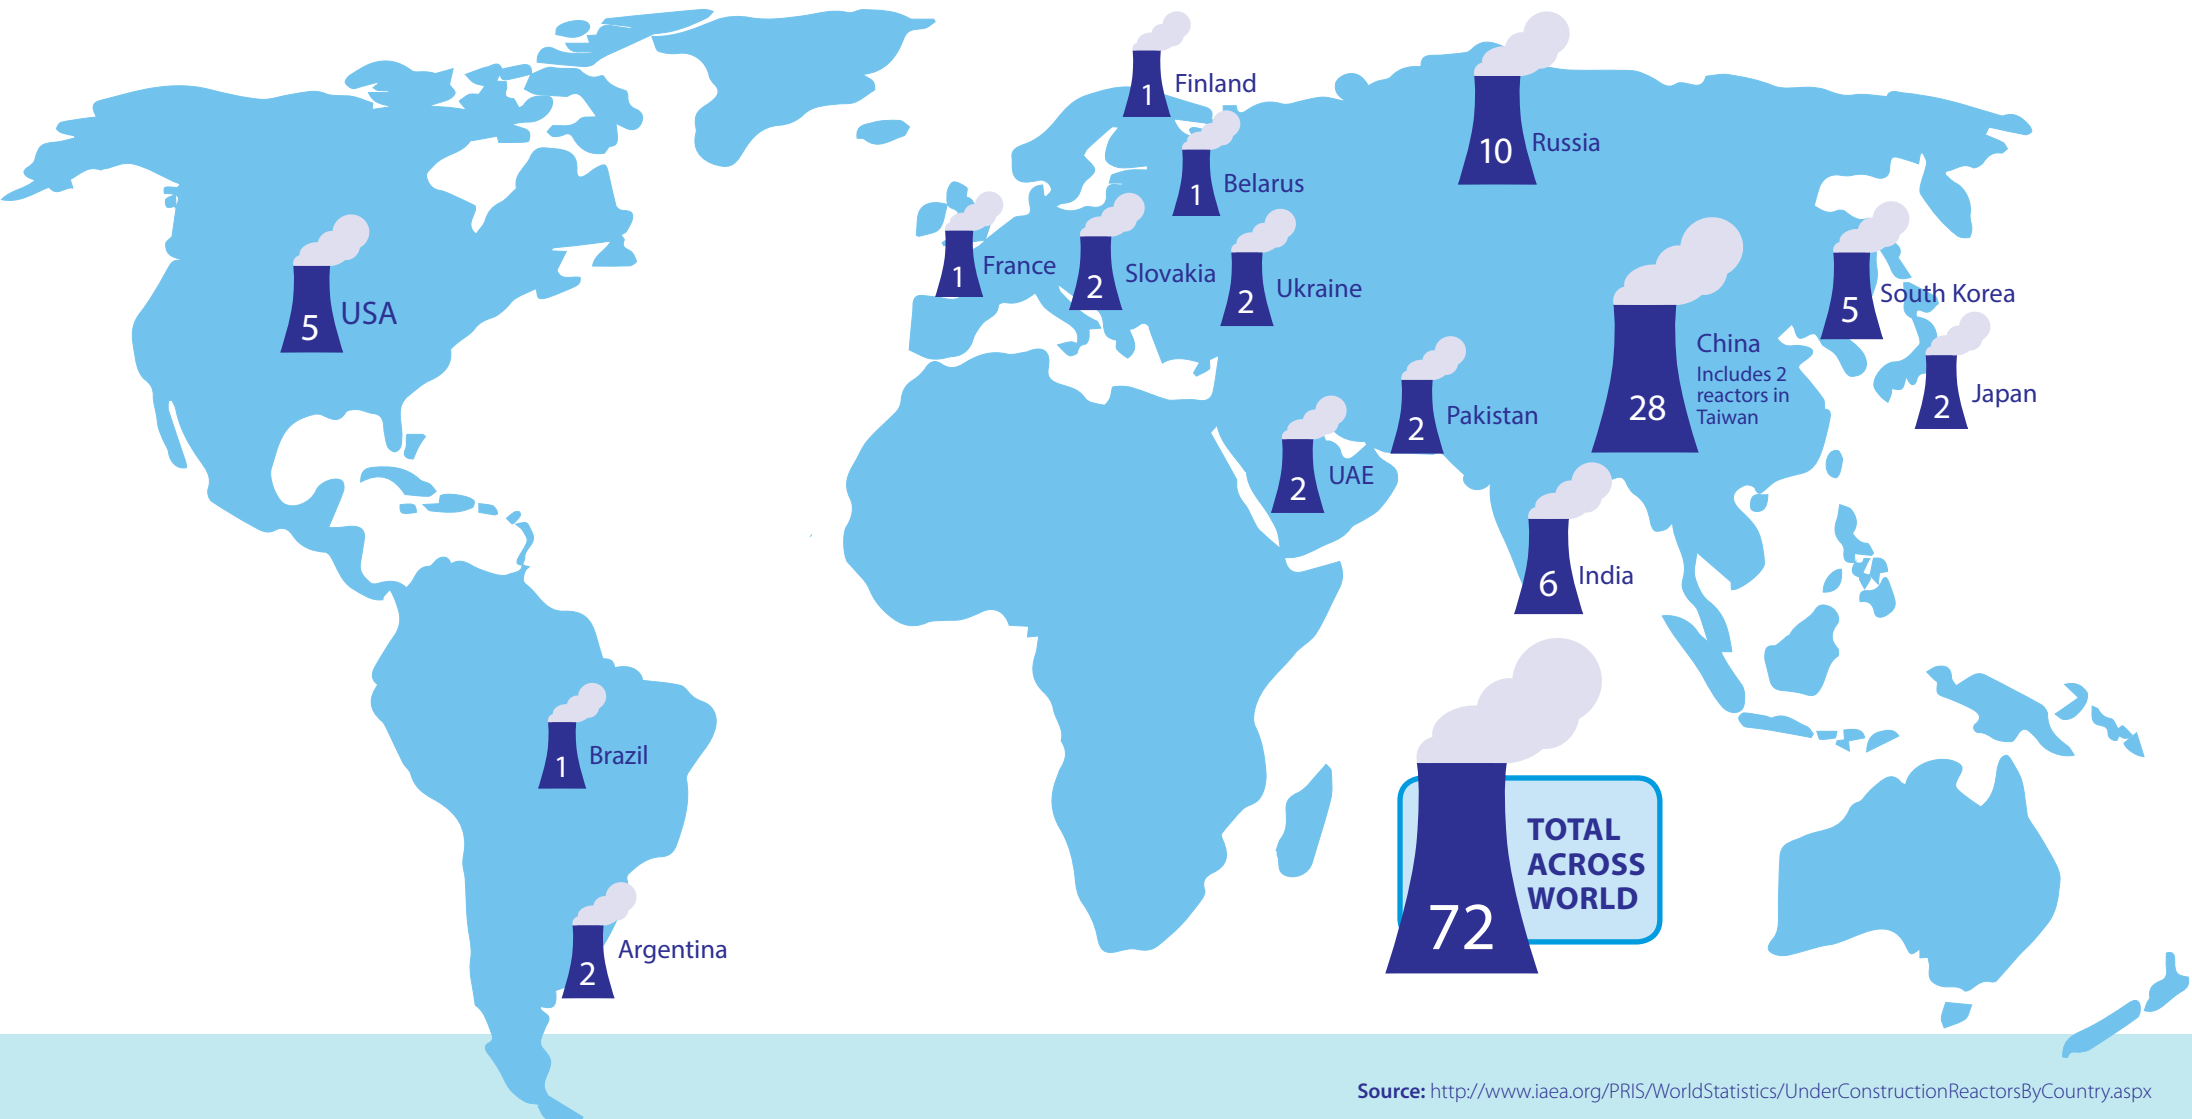 1
Finland
10
Russia
1
Belarus
1
France
2
Slovakia
2
Ukraine
5
USA
5
South Korea
28
China
Includes 2
reactors in
Taiwan
2
Japan
2
Pakistan
2
UAE
6
India
1
Brazil
2
Argentina
72
TOTAL
ACROSS
WORLD
Source: http://www.iaea.org/PRIS/WorldStatistics/UnderConstructionReactorsByCountry.aspx